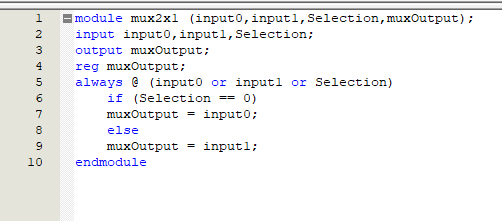 1 module mux2x1 (input0,input1,Selection,muxOutput);
2 input input0,input1,Selection;
3 output muxOutput;
4 reg muxOutput;
5 always @ (input0 or input1 or Selection)
6     if (Selection == 0)
7     muxOutput = input0;
8     else
9     muxOutput = input1;
10 endmodule